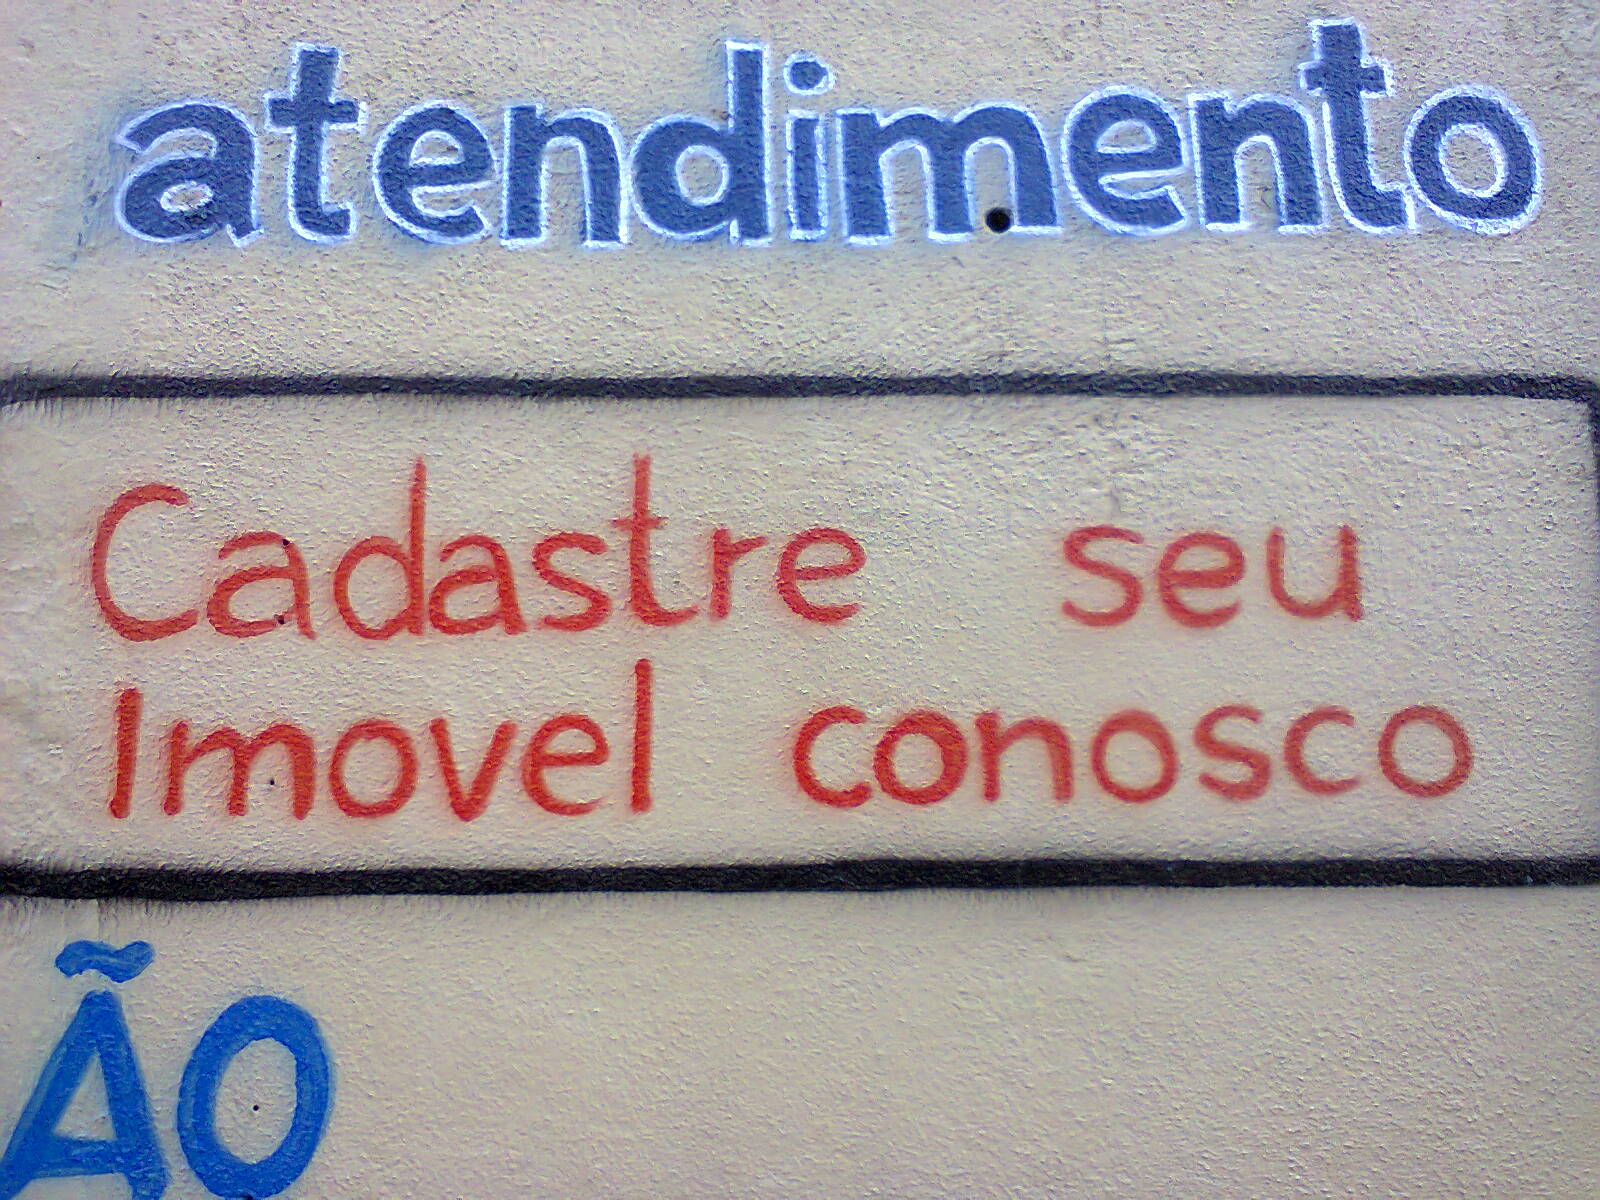 atendimento
Cadastre seu
Imovel conosco
ÃO